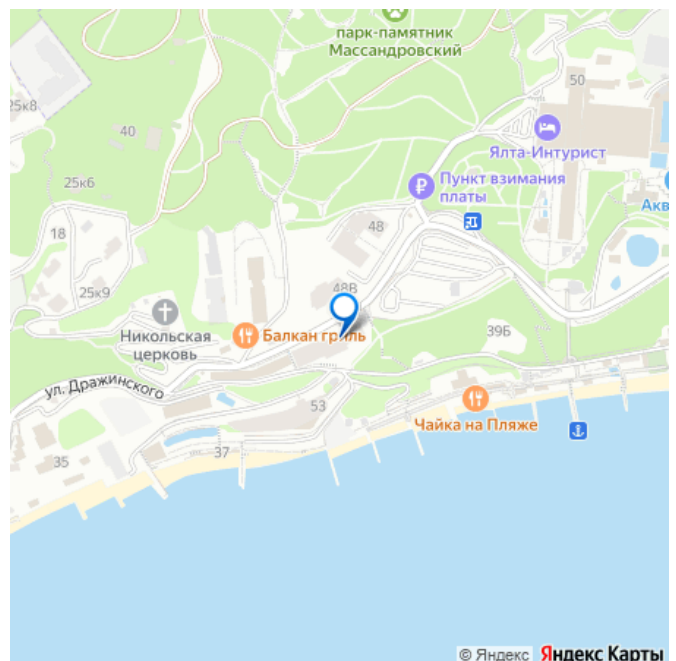 парк-памятник
Массандровский
25к8
50
40
Ялта-Интурист
25к6
Пункт взимания
платы
Акв
18
48
25к9
48В
Никольская
церковь
Балкан гриль
39Б
ул. Дражинского
53
Чайка на Пляже
37
35
© Яндекс Яндекс Карты